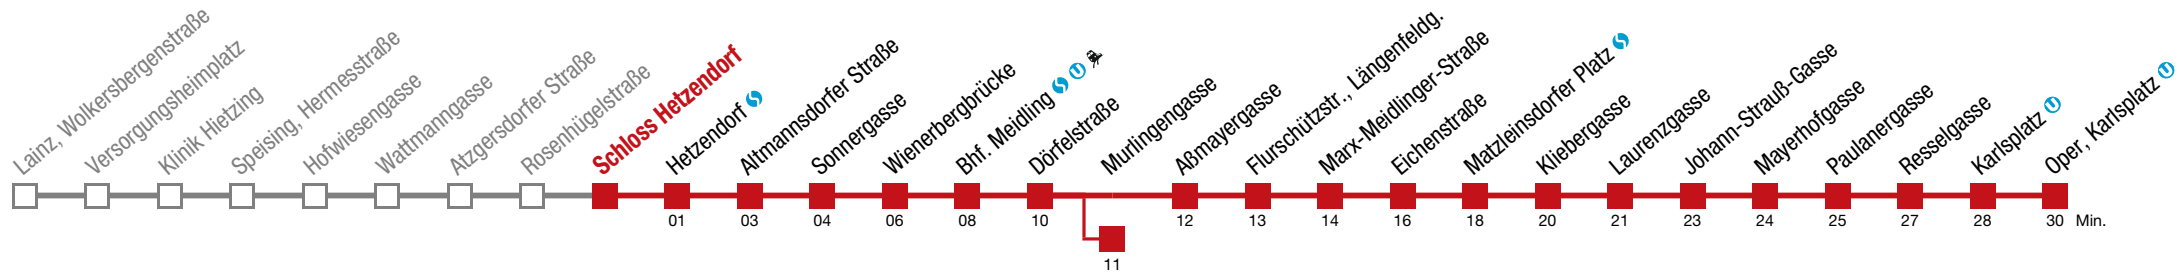 Lainz, Wolkersbergenstraße
Versorgungsheimplatz
Klinik Hietzing
Speising, Hermesstraße
Hofwiesengasse
Wattmanngasse
Atzgersdorfer Straße
Rosenhügelstraße
Schloss Hetzendorf
Hetzendorf
Altmannsdorfer Straße
Sonnergasse
Wienerbergbrücke
Bhf. Meidling
Dörfelstraße
Murlingengasse
Aßmayergasse
Flurschützstr., Längenfeldg.
Marx-Meidlinger-Straße
Eichenstraße
Matzleinsdorfer Platz
Kliebergasse
Laurenzgasse
Johann-Strauß-Gasse
Mayerhofgasse
Paulanergasse
Resselgasse
Karlsplatz U
Oper, Karlsplatz U
01 03 04 06 08 10 12 13 14 16 18 20 21 23 24 25 27 28 30 Min.
11